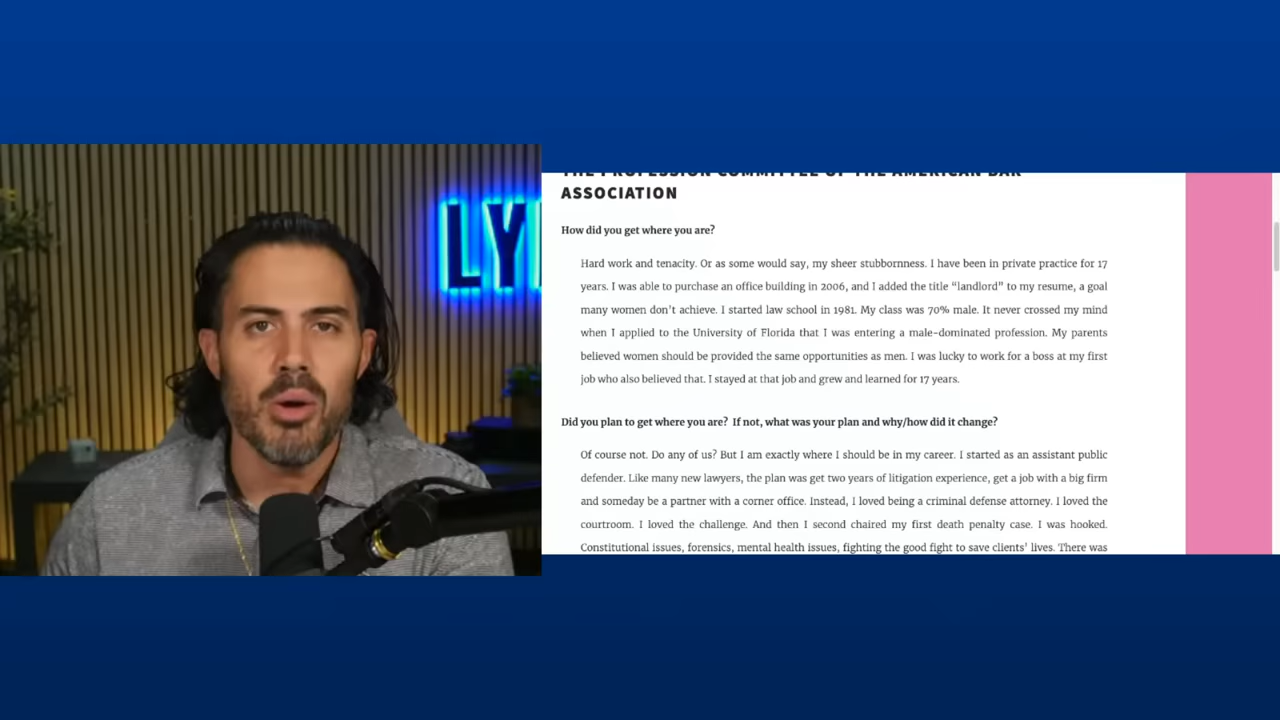 LY
THE PROFESSION COMMITTEE OF THE AMERICAN BAR
ASSOCIATION
How did you get where you are?
Hard work and tenacity. Or as some would say, my sheer stubbornness. I have been in private practice for 17
years. I was able to purchase an office building in 2006, and I added the title “landlord” to my resume, a goal
many women don’t achieve. I started law school in 1981. My class was 70% male. It never crossed my mind
when I applied to the University of Florida that I was entering a male-dominated profession. My parents
believed women should be provided the same opportunities as men. I was lucky to work for a boss at my first
job who also believed that. I stayed at that job and grew and learned for 17 years.
Did you plan to get where you are? If not, what was your plan and why/how did it change?
Of course not. Do any of us? But I am exactly where I should be in my career. I started as an assistant public
defender. Like many new lawyers, the plan was get two years of litigation experience, get a job with a big firm
and someday be a partner with a corner office. Instead, I loved being a criminal defense attorney. I loved the
courtroom. I loved the challenge. And then I second chaired my first death penalty case. I was hooked.
Constitutional issues, forensics, mental health issues, fighting the good fight to save clients’ lives. There was